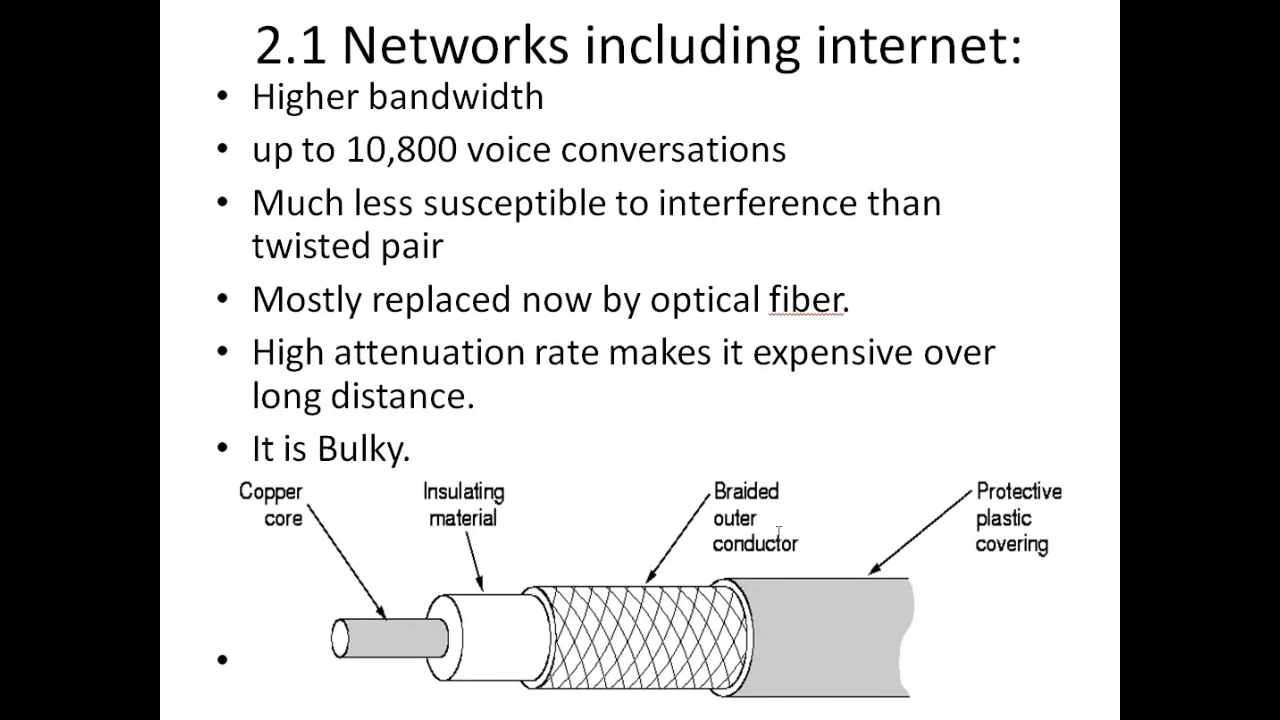 2.1 Networks including internet:
• Higher bandwidth
• up to 10,800 voice conversations
• Much less susceptible to interference than
twisted pair
• Mostly replaced now by optical fiber.
• High attenuation rate makes it expensive over
long distance.
• It is Bulky.
Copper
core
Insulating
material
Braided
outer
conductor
Protective
plastic
covering
•